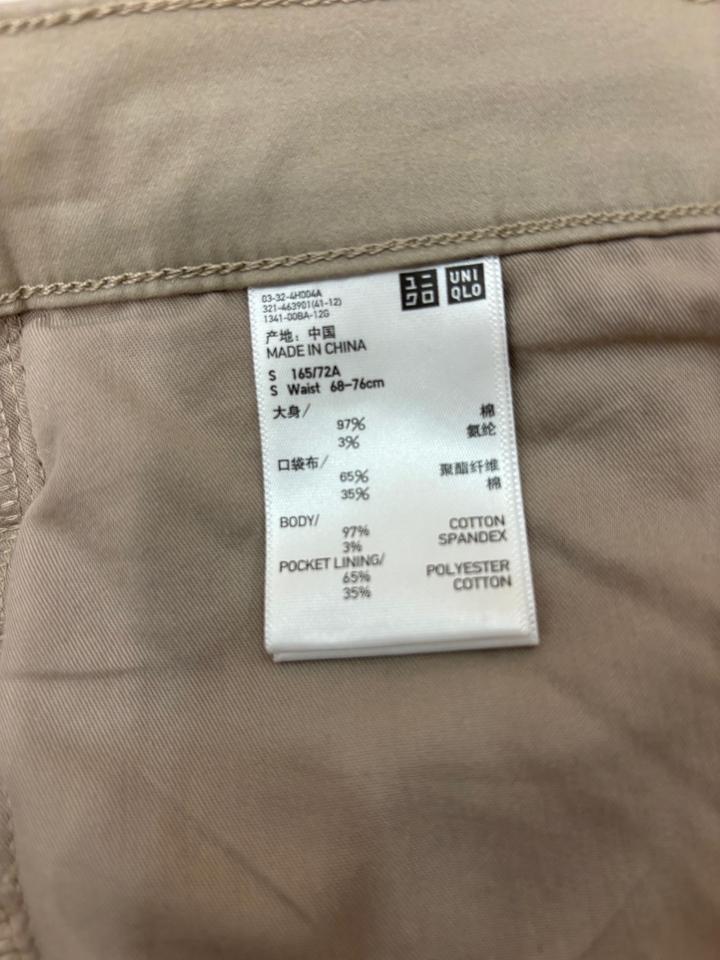 ユニ
クロ
UNI
QLO
03-32-4H004A
321-463901(41-12)
1341-00BA-12G
产地：中国
MADE IN CHINA
S 165/72A
S Waist 68-76cm
大身/
97% 棉
3% 氨纶
口袋布/
65% 聚酯纤维
35% 棉
BODY/
97% COTTON
3% SPANDEX
POCKET LINING/
65% POLYESTER
35% COTTON